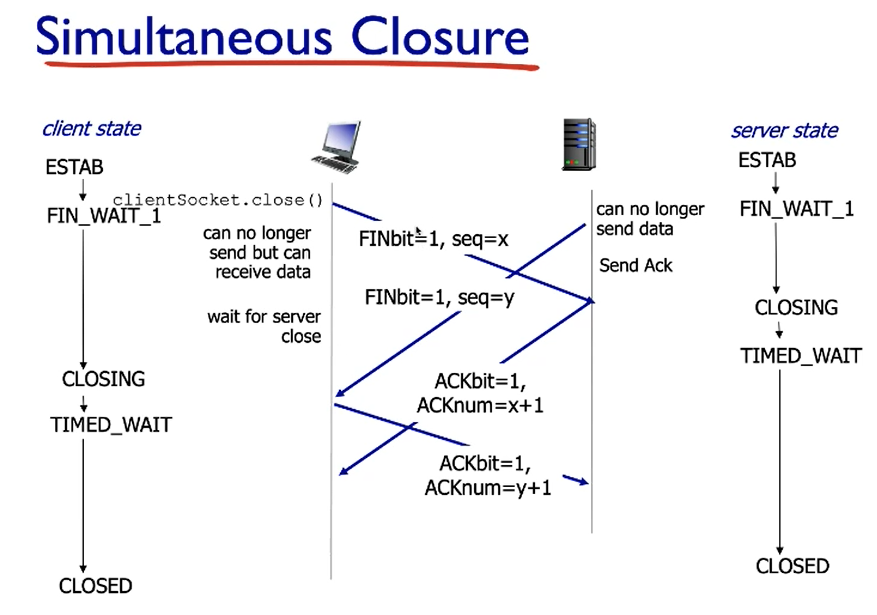 Simultaneous Closure
client state
server state
ESTAB
ESTAB
clientSocket.close()
FIN_WAIT_1
FIN_WAIT_1
can no longer
send but can
receive data
FINbit=1, seq=x
can no longer
send data
Send Ack
wait for server
close
FINbit=1, seq=y
CLOSING
TIMED_WAIT
CLOSING
TIMED_WAIT
ACKbit=1,
ACKnum=x+1
ACKbit=1,
ACKnum=y+1
CLOSED
CLOSED